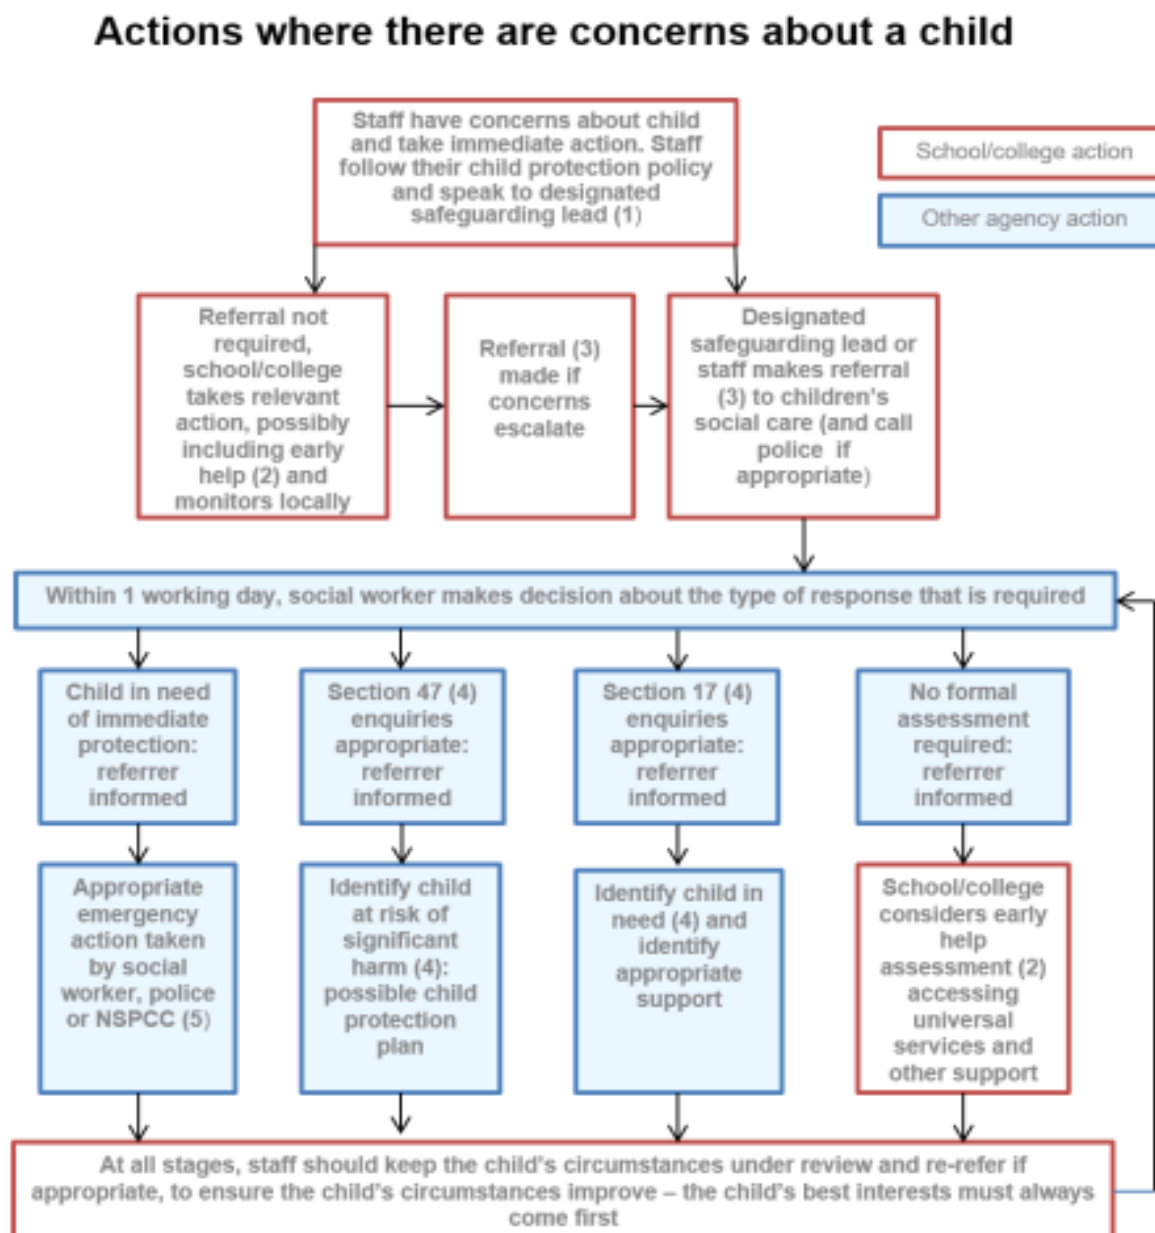 Actions where there are concerns about a child
Staff have concerns about child
and take immediate action. Staff
follow their child protection policy
and speak to designated
safeguarding lead (1)
School/college action
Other agency action
Referral not
required,
school/college
takes relevant
action, possibly
including early
help (2) and
monitors locally
Referral (3)
made if
concerns
escalate
Designated
safeguarding lead or
staff makes referral
(3) to children's
social care (and call
police if
appropriate)
Within 1 working day, social worker makes decision about the type of response that is required
Child in need
of immediate
protection:
referrer
informed
Section 47 (4)
enquiries
appropriate:
referrer
informed
Section 17 (4)
enquiries
appropriate:
referrer
informed
No formal
assessment
required:
referrer
informed
Appropriate
emergency
action taken
by social
worker, police
or NSPCC (5)
Identify child
at risk of
significant
harm (4):
possible child
protection
plan
Identify child in
need (4) and
identify
appropriate
support
School/college
considers early
help
assessment (2)
accessing
universal
services and
other support
At all stages, staff should keep the child's circumstances under review and re-refer if
appropriate, to ensure the child's circumstances improve – the child's best interests must always
come first